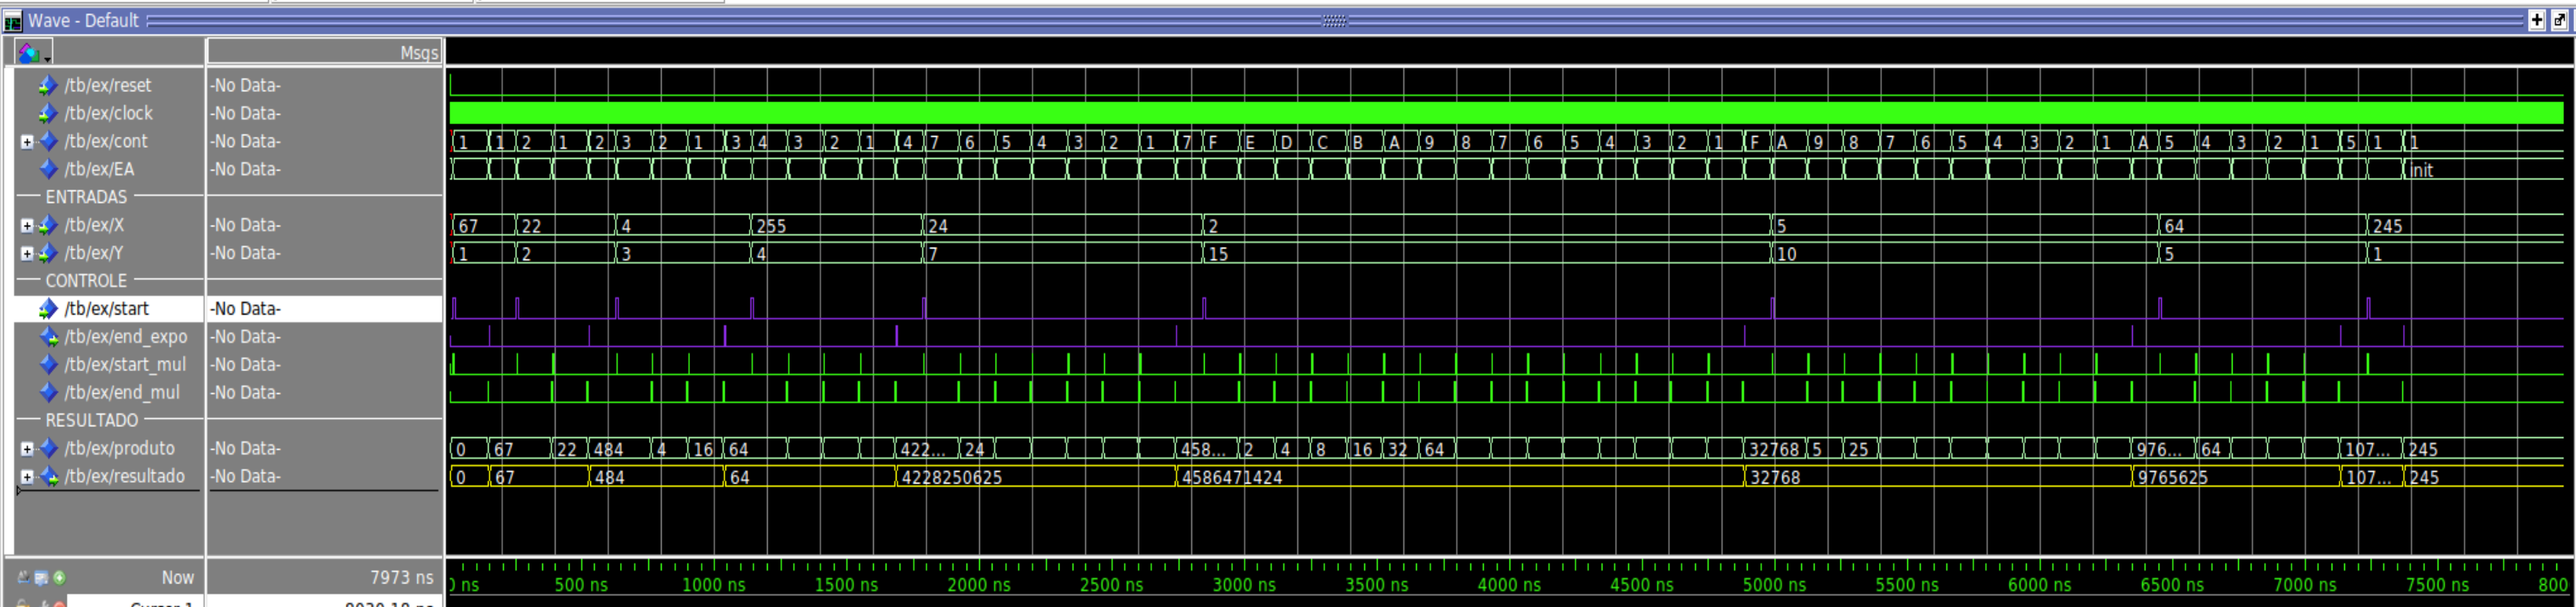 Wave - Default
Msgs
/tb/ex/reset -No Data-
/tb/ex/clock -No Data-
/tb/ex/cont -No Data- 1 1 2 1 2 3 2 1 3 4 3 2 1 4 7 6 5 4 3 2 1 7 F E D C B A 9 8 7 6 5 4 3 2 1 F A 9 8 7 6 5 4 3 2 1 A 5 4 3 2 1 5 1 1
/tb/ex/EA -No Data- init
ENTRADAS
/tb/ex/X -No Data- 67 22 4 255 24 2 5 64 245
/tb/ex/Y -No Data- 1 2 3 4 7 15 10 5 1
CONTROLE
/tb/ex/start -No Data-
/tb/ex/end_expo -No Data-
/tb/ex/start_mul -No Data-
/tb/ex/end_mul -No Data-
RESULTADO
/tb/ex/produto -No Data- 0 67 22 484 4 16 64 422... 24 458... 2 4 8 16 32 64 32768 5 25 976... 64 107... 245
/tb/ex/resultado -No Data- 0 67 484 64 4228250625 4586471424 32768 9765625 107... 245
Now 7973 ns 0 ns 500 ns 1000 ns 1500 ns 2000 ns 2500 ns 3000 ns 3500 ns 4000 ns 4500 ns 5000 ns 5500 ns 6000 ns 6500 ns 7000 ns 7500 ns 800